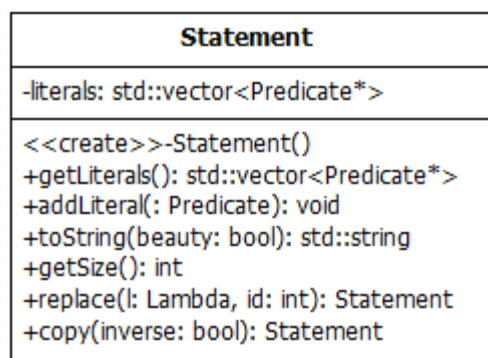 Statement
-literals: std::vector<Predicate*>
<<create>>-Statement()
+getLiterals(): std::vector<Predicate*>
+addLiteral(: Predicate): void
+toString(beauty: bool): std::string
+getSize(): int
+replace(l: Lambda, id: int): Statement
+copy(inverse: bool): Statement